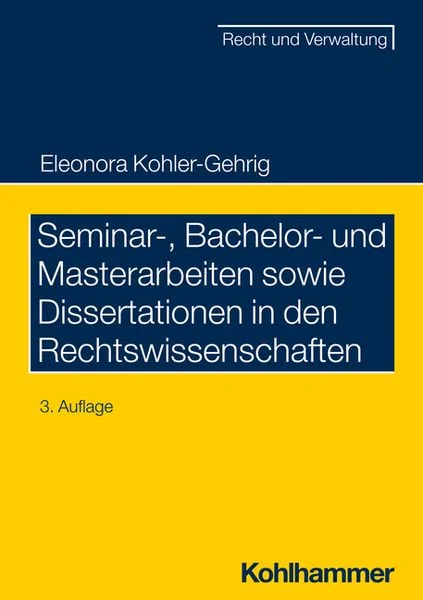 Recht und Verwaltung
Eleonora Kohler-Gehrig
Seminar-, Bachelor- und
Masterarbeiten sowie
Dissertationen in den
Rechtswissenschaften
3. Auflage
Kohlhammer